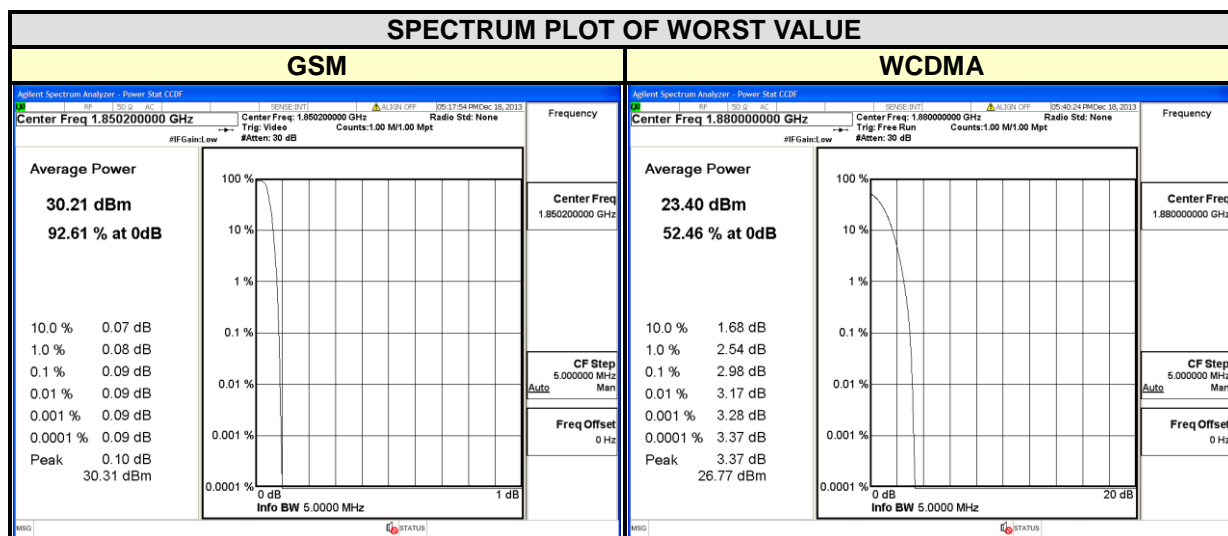 SPECTRUM PLOT OF WORST VALUE
GSM
WCDMA
Agilent Spectrum Analyzer - Power Stat CCDF
LXI RF 50 Ω AC SENSE:INT ALIGN OFF 05:17:54 PM Dec 18, 2013
Center Freq 1.850200000 GHz
Center Freq: 1.850200000 GHz Radio Std: None
Trig: Video Counts:1.00 M/1.00 Mpt
#IFGain:Low #Atten: 30 dB
Average Power
30.21 dBm
92.61 % at 0dB
10.0 % 0.07 dB
1.0 % 0.08 dB
0.1 % 0.09 dB
0.01 % 0.09 dB
0.001 % 0.09 dB
0.0001 % 0.09 dB
Peak 0.10 dB
30.31 dBm
100 %
10 %
1 %
0.1 %
0.01 %
0.001 %
0.0001 %
0 dB 1 dB
Info BW 5.0000 MHz
Frequency
Center Freq
1.850200000 GHz
CF Step
5.000000 MHz
Auto Man
Freq Offset
0 Hz
MSG STATUS
Agilent Spectrum Analyzer - Power Stat CCDF
LXI RF 50 Ω AC SENSE:INT ALIGN OFF 05:40:24 PM Dec 18, 2013
Center Freq 1.880000000 GHz
Center Freq: 1.880000000 GHz Radio Std: None
Trig: Free Run Counts:1.00 M/1.00 Mpt
#IFGain:Low #Atten: 30 dB
Average Power
23.40 dBm
52.46 % at 0dB
10.0 % 1.68 dB
1.0 % 2.54 dB
0.1 % 2.98 dB
0.01 % 3.17 dB
0.001 % 3.28 dB
0.0001 % 3.37 dB
Peak 3.37 dB
26.77 dBm
100 %
10 %
1 %
0.1 %
0.01 %
0.001 %
0.0001 %
0 dB 20 dB
Info BW 5.0000 MHz
Frequency
Center Freq
1.880000000 GHz
CF Step
5.000000 MHz
Auto Man
Freq Offset
0 Hz
MSG STATUS